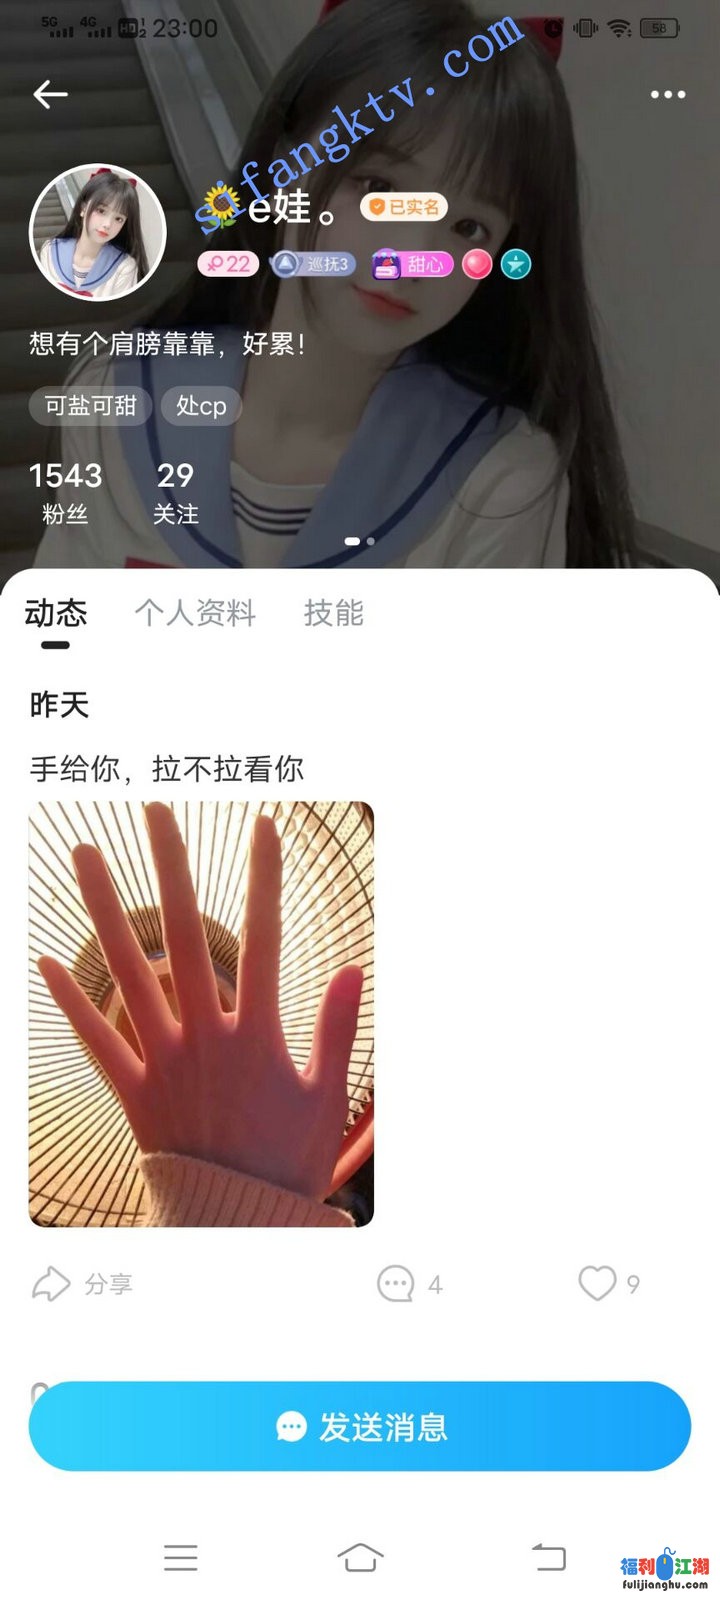 5G 4G HD 1 2 23:00 58
sifangktv.com
🌻e娃。 已实名
22 巡抚3 甜心
想有个肩膀靠靠，好累！
可盐可甜 处cp
1543 29
粉丝 关注
动态 个人资料 技能
昨天
手给你，拉不拉看你
分享 4 9
发送消息
福利江湖
fulijianghu.com